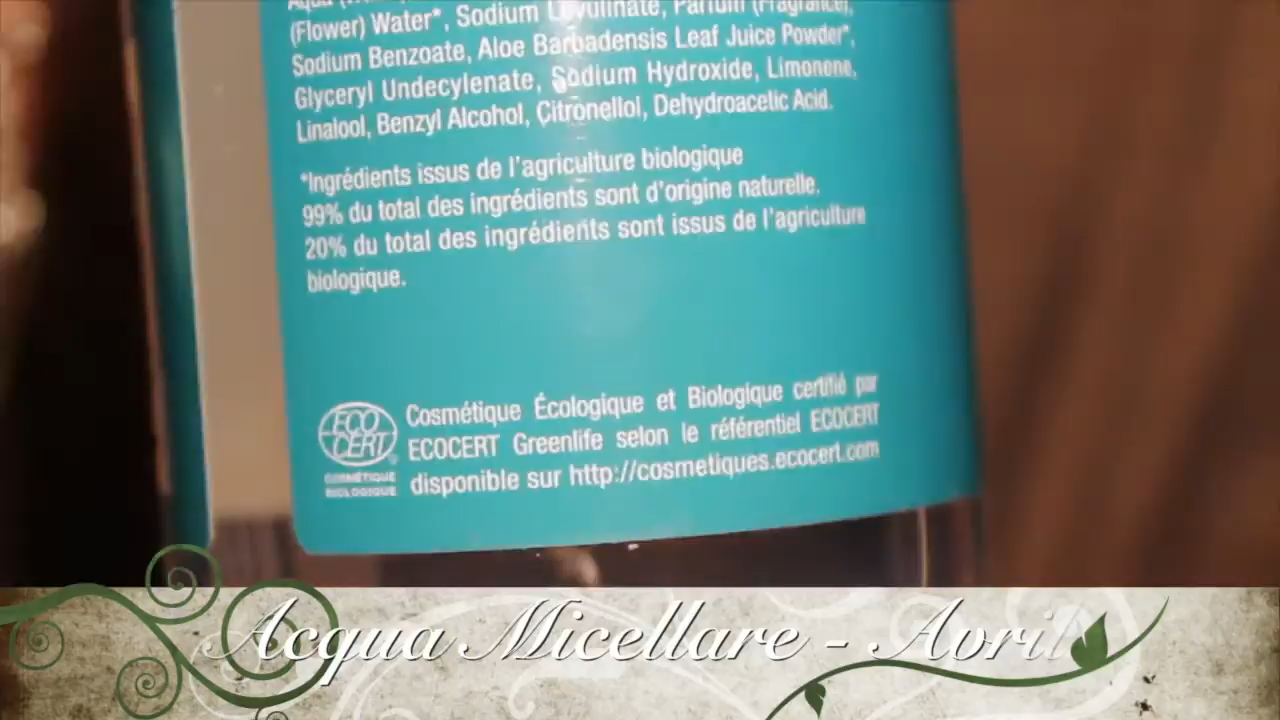 Aqua
(Flower) Water*, Sodium Levulinate, Parfum (Fragrance),
Sodium Benzoate, Aloe Barbadensis Leaf Juice Powder*,
Glyceryl Undecylenate, Sodium Hydroxide, Limonene,
Linalool, Benzyl Alcohol, Citronellol, Dehydroacetic Acid.
*Ingrédients issus de l'agriculture biologique
99% du total des ingrédients sont d'origine naturelle.
20% du total des ingrédients sont issus de l'agriculture
biologique.
ECO
CERT
COSMÉTIQUE
BIOLOGIQUE
Cosmétique Écologique et Biologique certifié par
ECOCERT Greenlife selon le référentiel ECOCERT
disponible sur http://cosmetiques.ecocert.com
Acqua Micellare - Avril